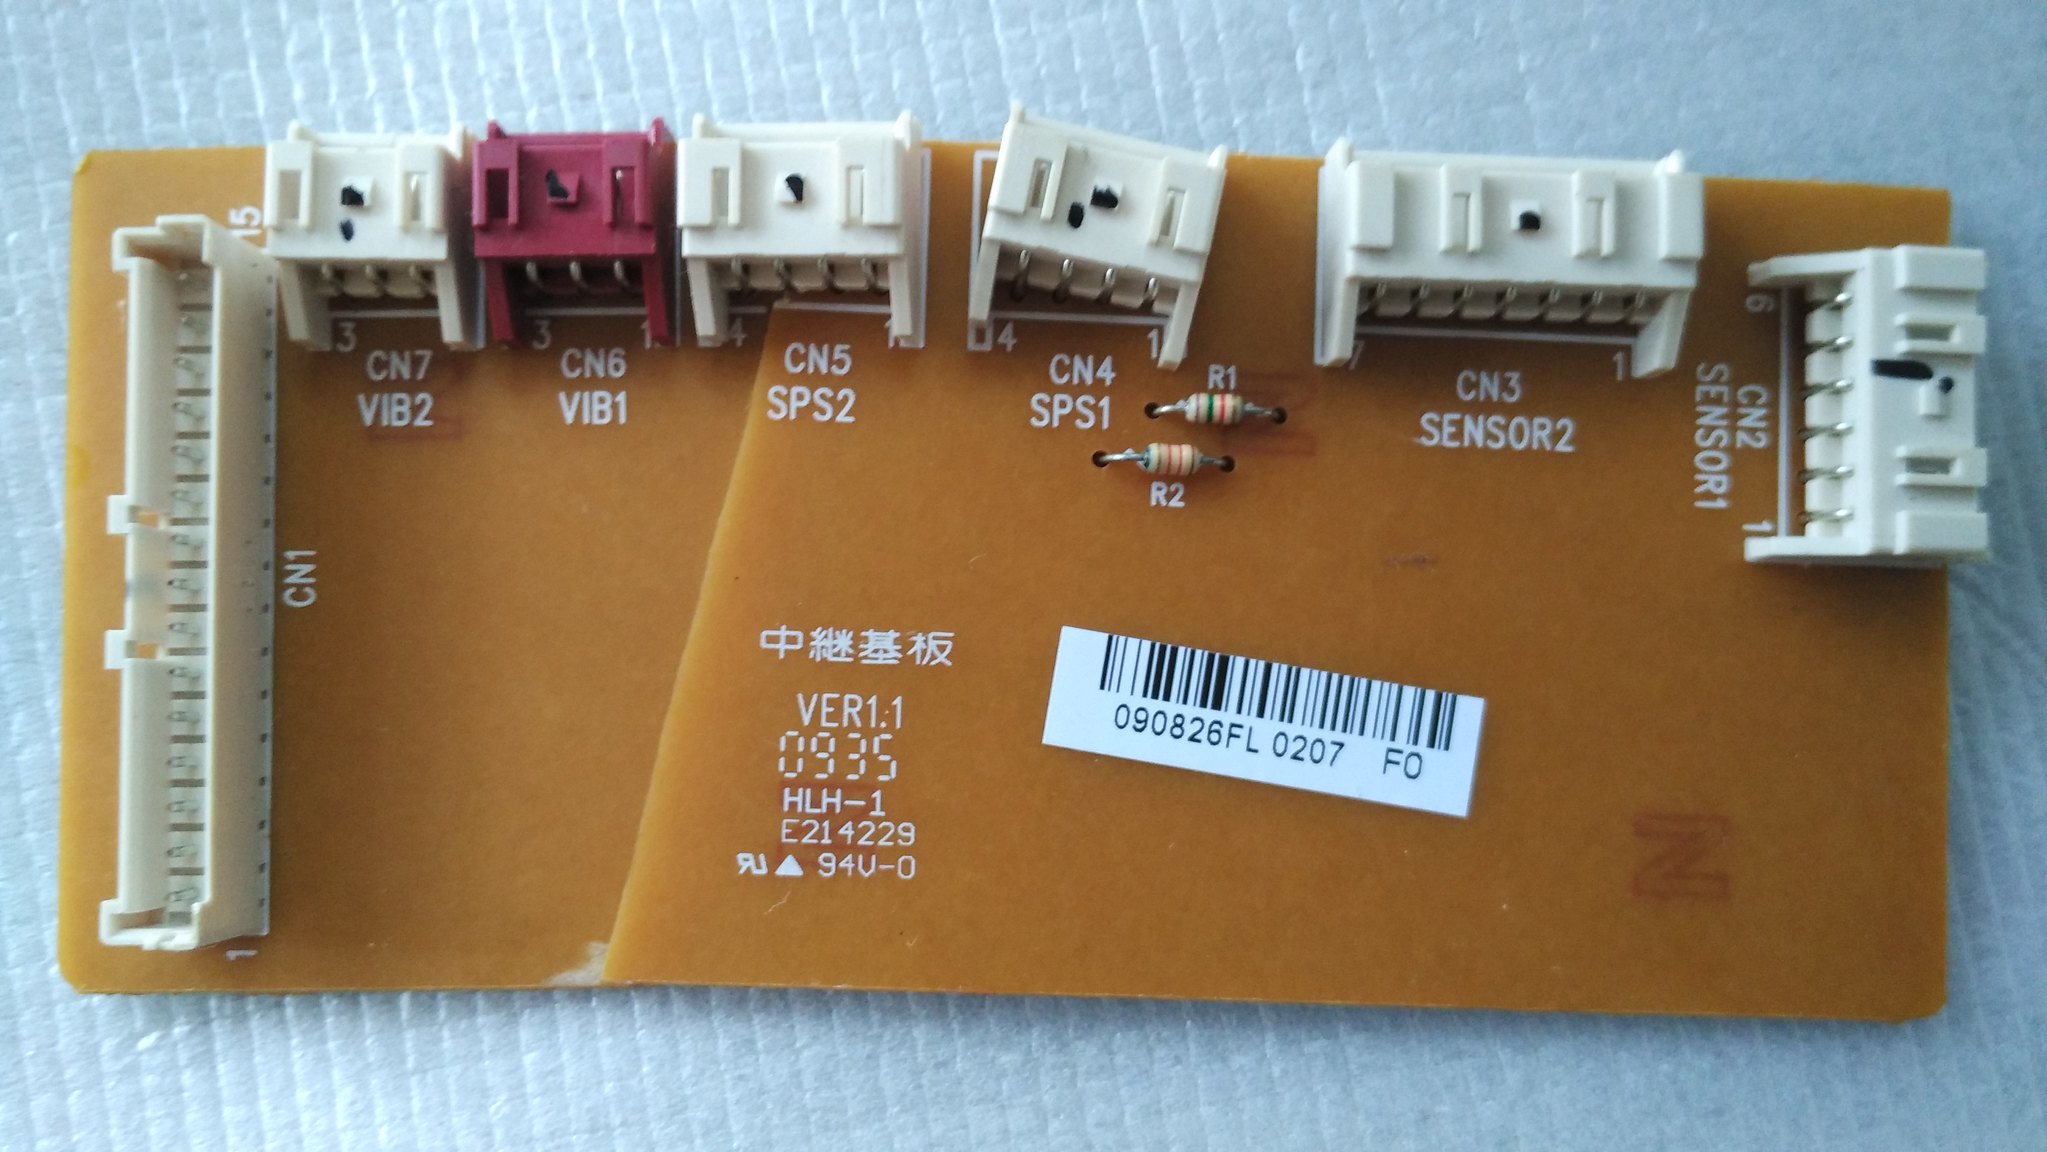 15
3
CN7
VIB2
3
1
CN6
VIB1
4
1
CN5
SPS2
4
1
CN4
SPS1
R1
R2
7
1
CN3
SENSOR2
6
1
CN2
SENSOR1
CN1
1
中継基板
VER1.1
0935
HLH-1
E214229
94V-0
090826FL 0207 F0
N